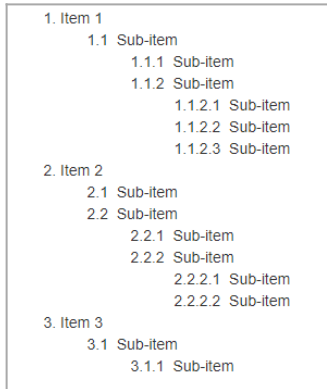 1. Item 1
1.1 Sub-item
1.1.1 Sub-item
1.1.2 Sub-item
1.1.2.1 Sub-item
1.1.2.2 Sub-item
1.1.2.3 Sub-item
2. Item 2
2.1 Sub-item
2.2 Sub-item
2.2.1 Sub-item
2.2.2 Sub-item
2.2.2.1 Sub-item
2.2.2.2 Sub-item
3. Item 3
3.1 Sub-item
3.1.1 Sub-item